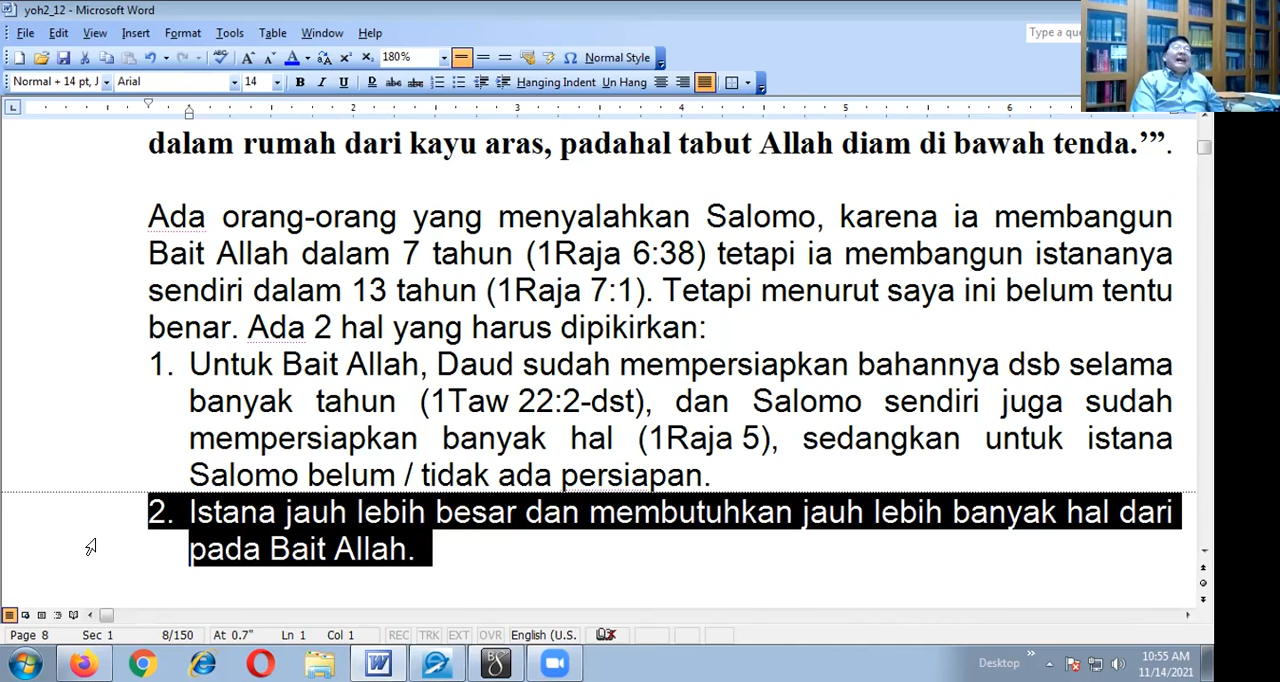 yoh2_12 - Microsoft Word
File Edit View Insert Format Tools Table Window Help
Type a que
180% Normal Style
Normal + 14 pt, J Arial 14 B I U D abc abc Hanging Indent Un Hang
2 3 4 5 6
dalam rumah dari kayu aras, padahal tabut Allah diam di bawah tenda.’”.
Ada orang-orang yang menyalahkan Salomo, karena ia membangun
Bait Allah dalam 7 tahun (1Raja 6:38) tetapi ia membangun istananya
sendiri dalam 13 tahun (1Raja 7:1). Tetapi menurut saya ini belum tentu
benar. Ada 2 hal yang harus dipikirkan:
1. Untuk Bait Allah, Daud sudah mempersiapkan bahannya dsb selama
banyak tahun (1Taw 22:2-dst), dan Salomo sendiri juga sudah
mempersiapkan banyak hal (1Raja 5), sedangkan untuk istana
Salomo belum / tidak ada persiapan.
2. Istana jauh lebih besar dan membutuhkan jauh lebih banyak hal dari
pada Bait Allah.
Page 8 Sec 1 8/150 At 0.7" Ln 1 Col 1 REC TRK EXT OVR English (U.S.
Desktop » 10:55 AM
11/14/2021